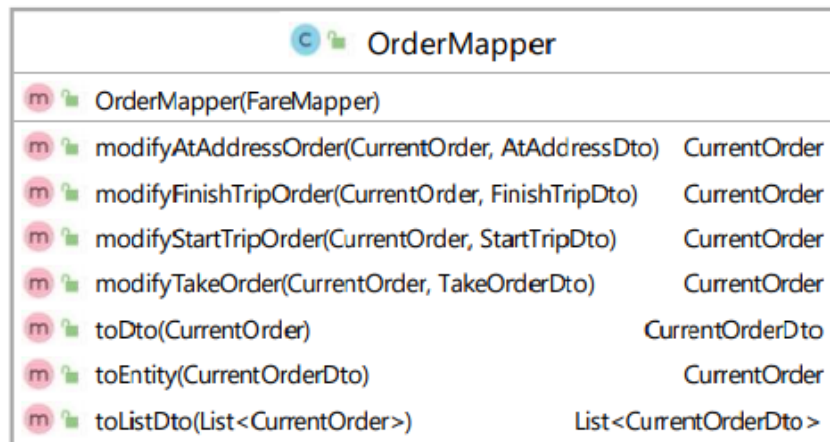 C OrderMapper
m OrderMapper(FareMapper)
m modifyAtAddressOrder(CurrentOrder, AtAddressDto) CurrentOrder
m modifyFinishTripOrder(CurrentOrder, FinishTripDto) CurrentOrder
m modifyStartTripOrder(CurrentOrder, StartTripDto) CurrentOrder
m modifyTakeOrder(CurrentOrder, TakeOrderDto) CurrentOrder
m toDto(CurrentOrder) CurrentOrderDto
m toEntity(CurrentOrderDto) CurrentOrder
m toListDto(List<CurrentOrder>) List<CurrentOrderDto>